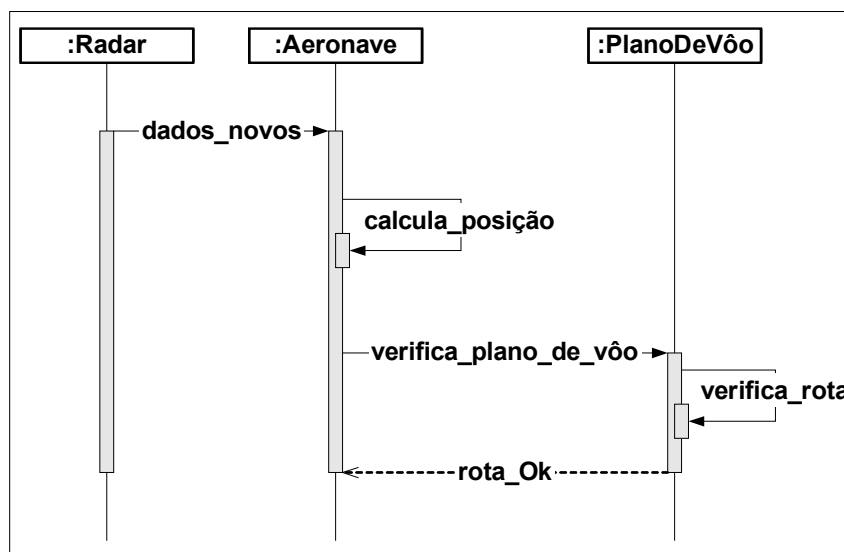 :Radar
:Aeronave
:PlanoDeVôo
dados_novos
calcula_posição
verifica_plano_de_vôo
verifica_rota
rota_Ok